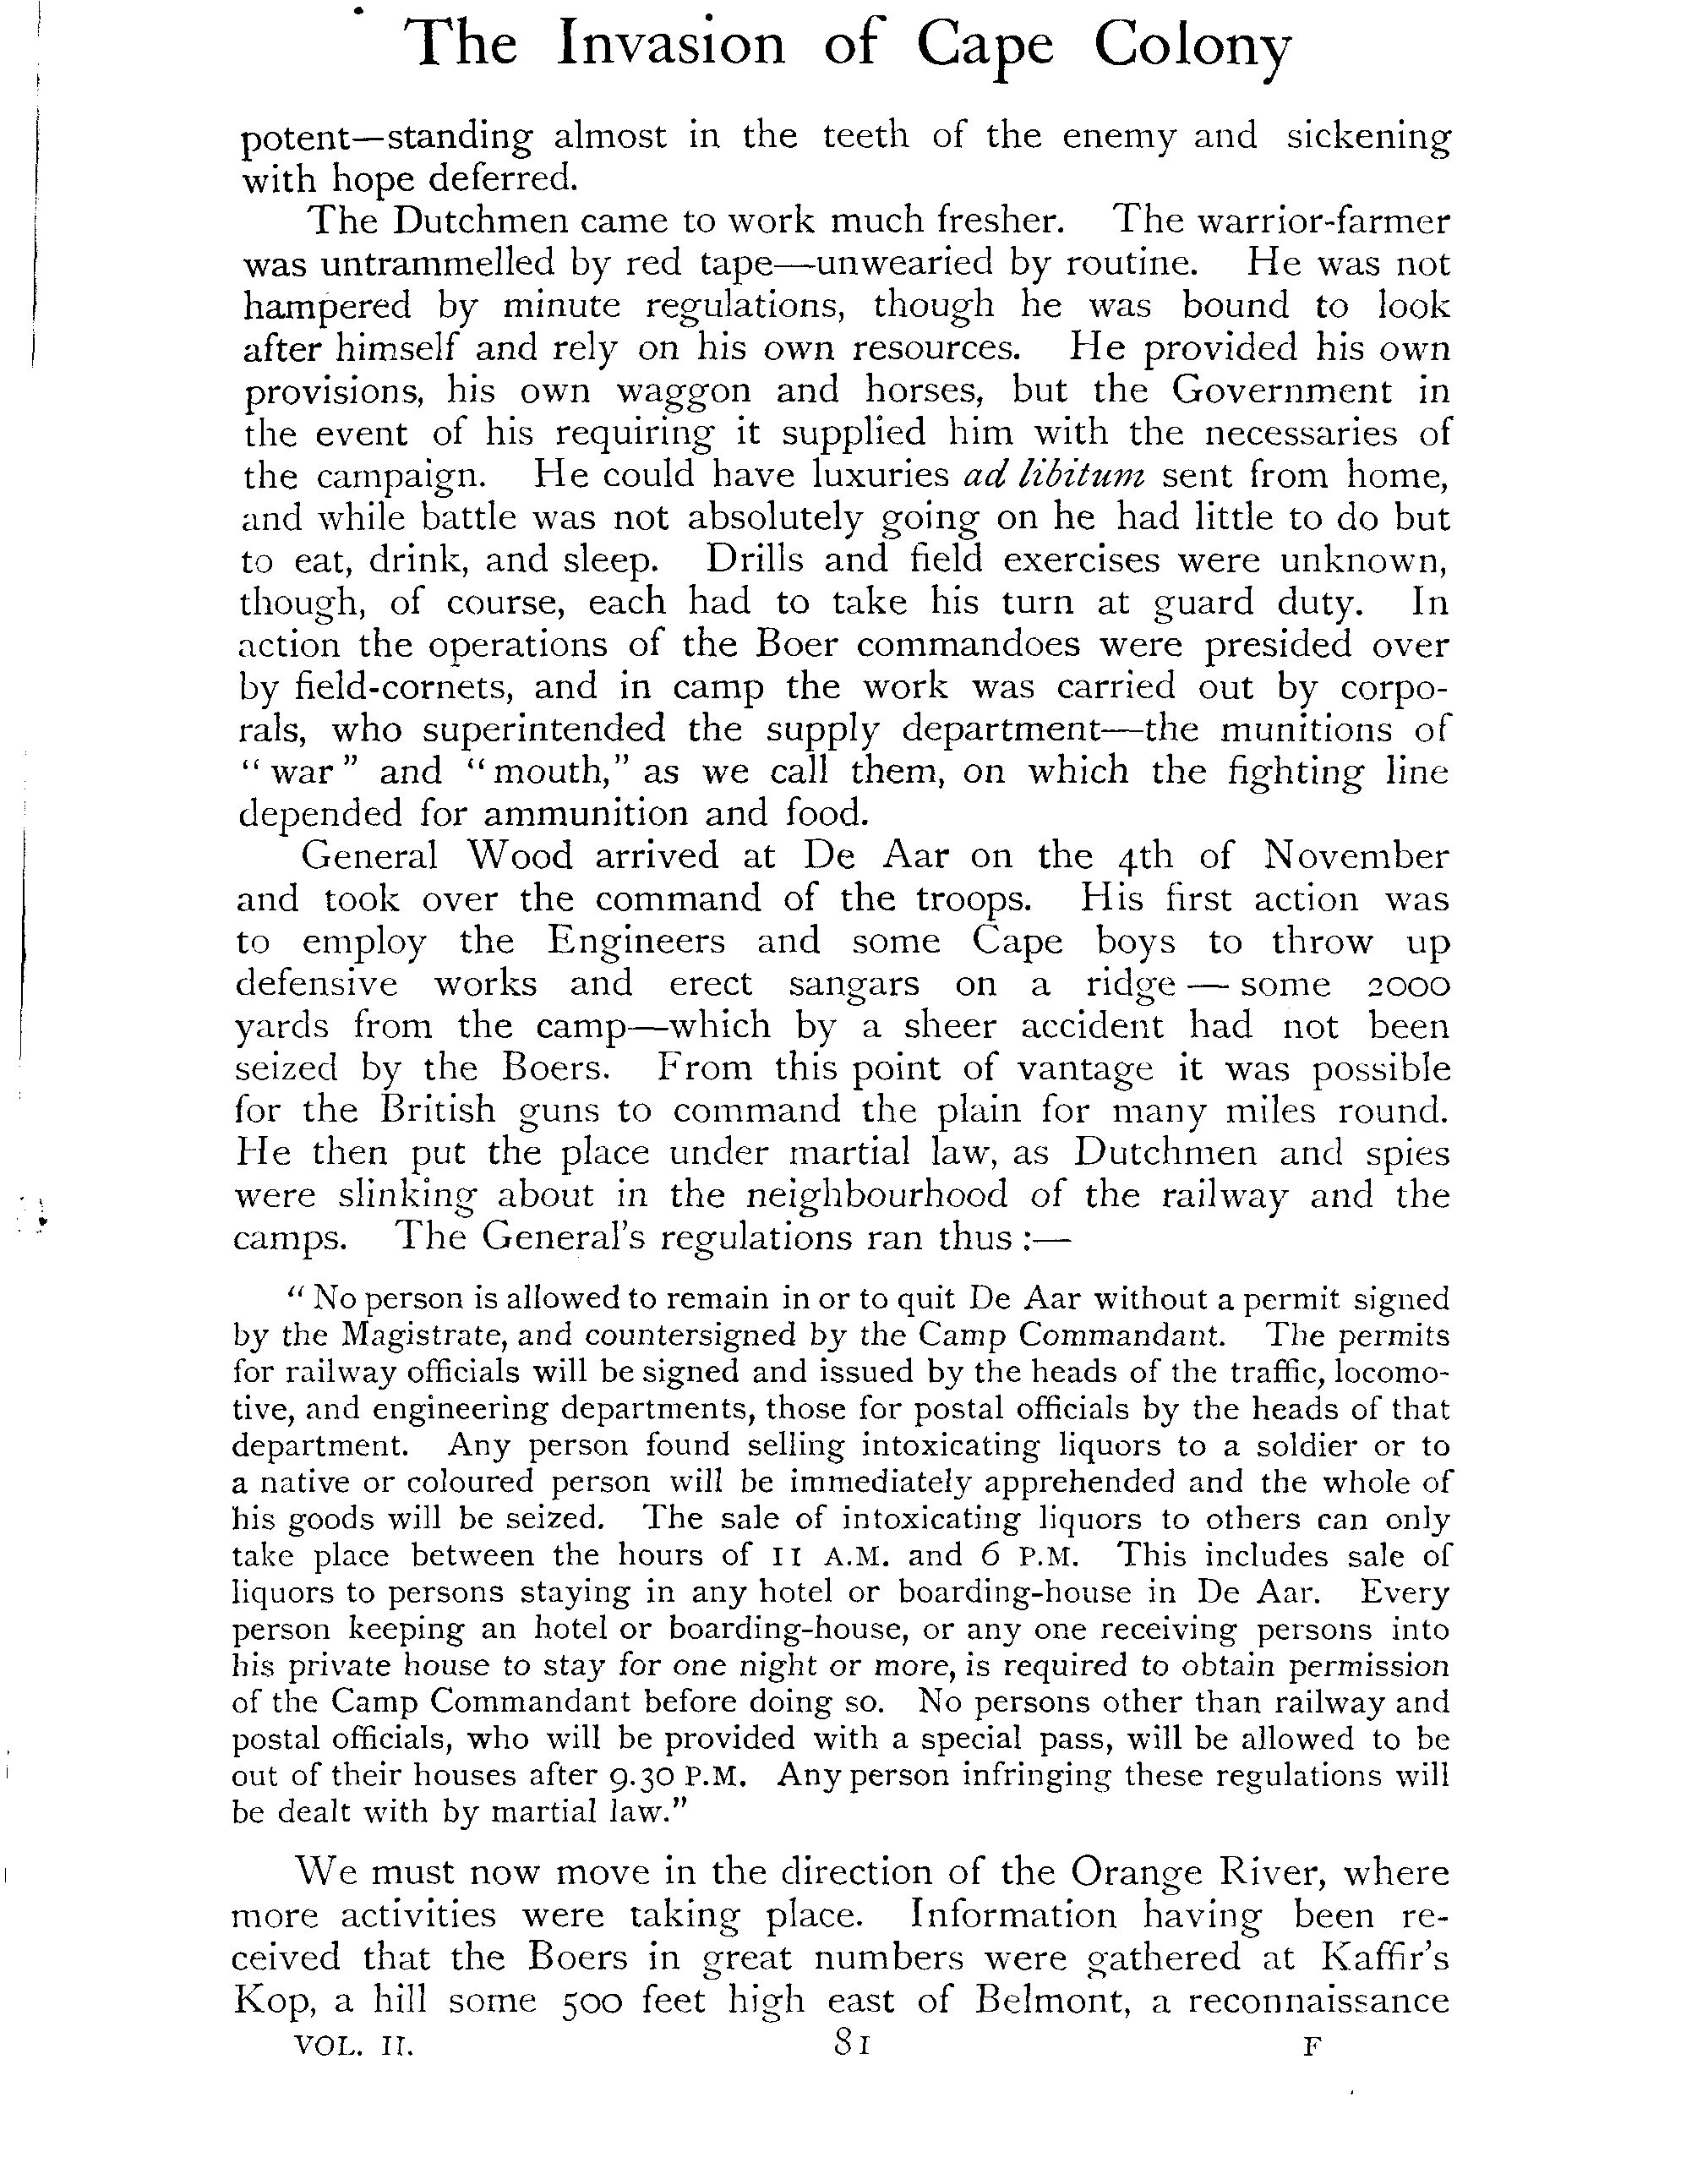 The Invasion of Cape Colony
potent—standing almost in the teeth of the enemy and sickening
with hope deferred.
The Dutchmen came to work much fresher. The warrior-farmer
was untrammelled by red tape—unwearied by routine. He was not
hampered by minute regulations, though he was bound to look
after himself and rely on his own resources. He provided his own
provisions, his own waggon and horses, but the Government in
the event of his requiring it supplied him with the necessaries of
the campaign. He could have luxuries ad libitum sent from home,
and while battle was not absolutely going on he had little to do but
to eat, drink, and sleep. Drills and field exercises were unknown,
though, of course, each had to take his turn at guard duty. In
action the operations of the Boer commandoes were presided over
by field-cornets, and in camp the work was carried out by corpo-
rals, who superintended the supply department—the munitions of
“war” and “mouth,” as we call them, on which the fighting line
depended for ammunition and food.
General Wood arrived at De Aar on the 4th of November
and took over the command of the troops. His first action was
to employ the Engineers and some Cape boys to throw up
defensive works and erect sangars on a ridge — some 2000
yards from the camp—which by a sheer accident had not been
seized by the Boers. From this point of vantage it was possible
for the British guns to command the plain for many miles round.
He then put the place under martial law, as Dutchmen and spies
were slinking about in the neighbourhood of the railway and the
camps. The General's regulations ran thus :—
“No person is allowed to remain in or to quit De Aar without a permit signed
by the Magistrate, and countersigned by the Camp Commandant. The permits
for railway officials will be signed and issued by the heads of the traffic, locomo-
tive, and engineering departments, those for postal officials by the heads of that
department. Any person found selling intoxicating liquors to a soldier or to
a native or coloured person will be immediately apprehended and the whole of
his goods will be seized. The sale of intoxicating liquors to others can only
take place between the hours of 11 A.M. and 6 P.M. This includes sale of
liquors to persons staying in any hotel or boarding-house in De Aar. Every
person keeping an hotel or boarding-house, or any one receiving persons into
his private house to stay for one night or more, is required to obtain permission
of the Camp Commandant before doing so. No persons other than railway and
postal officials, who will be provided with a special pass, will be allowed to be
out of their houses after 9.30 P.M. Any person infringing these regulations will
be dealt with by martial law.”
We must now move in the direction of the Orange River, where
more activities were taking place. Information having been re-
ceived that the Boers in great numbers were gathered at Kaffir's
Kop, a hill some 500 feet high east of Belmont, a reconnaissance
VOL. II. 81 F